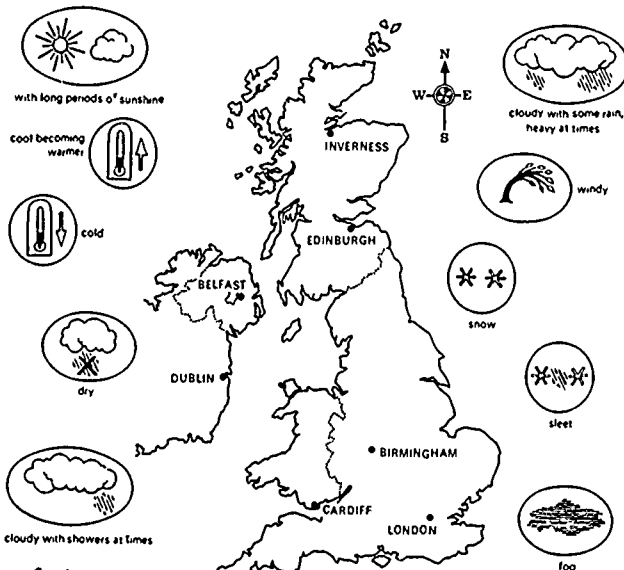 with long periods of sunshine
cool becoming
warmer
cold
dry
cloudy with showers at times
N
W
E
S
INVERNESS
EDINBURGH
BELFAST
DUBLIN
BIRMINGHAM
CARDIFF
LONDON
cloudy with some rain,
heavy at times
windy
snow
sleet
fog